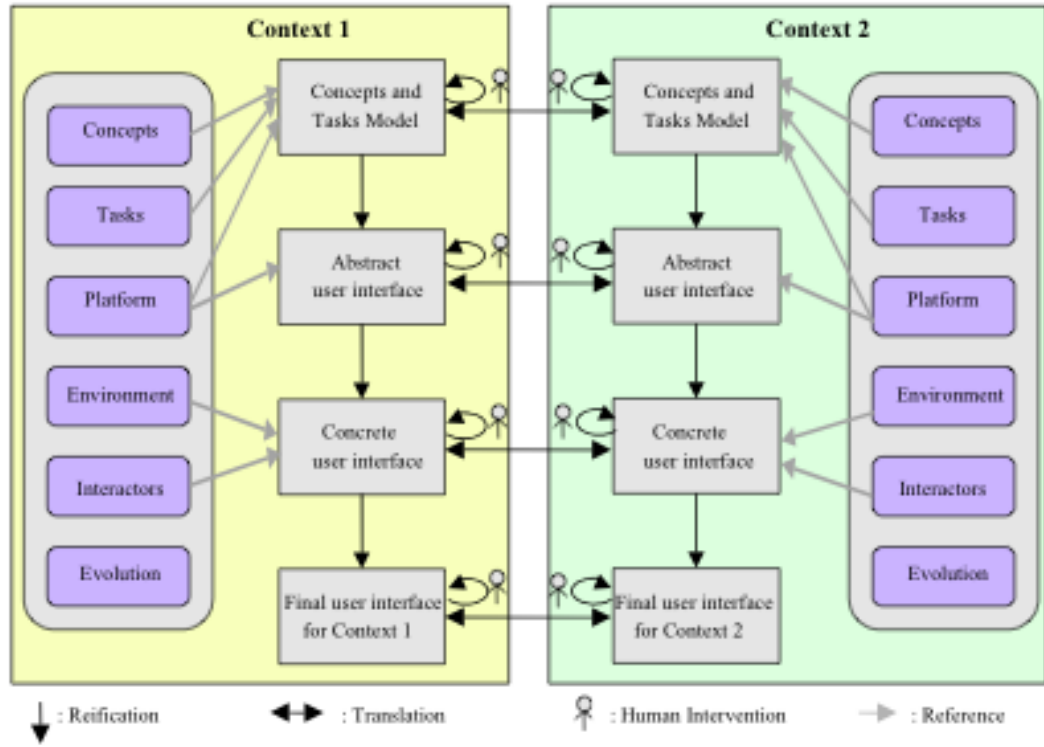 Context 1
Concepts
Tasks
Platform
Environment
Interactors
Evolution
Concepts and
Tasks Model
Abstract
user interface
Concrete
user interface
Final user interface
for Context 1
Context 2
Concepts and
Tasks Model
Abstract
user interface
Concrete
user interface
Final user interface
for Context 2
Concepts
Tasks
Platform
Environment
Interactors
Evolution
: Reification
: Translation
: Human Intervention
: Reference